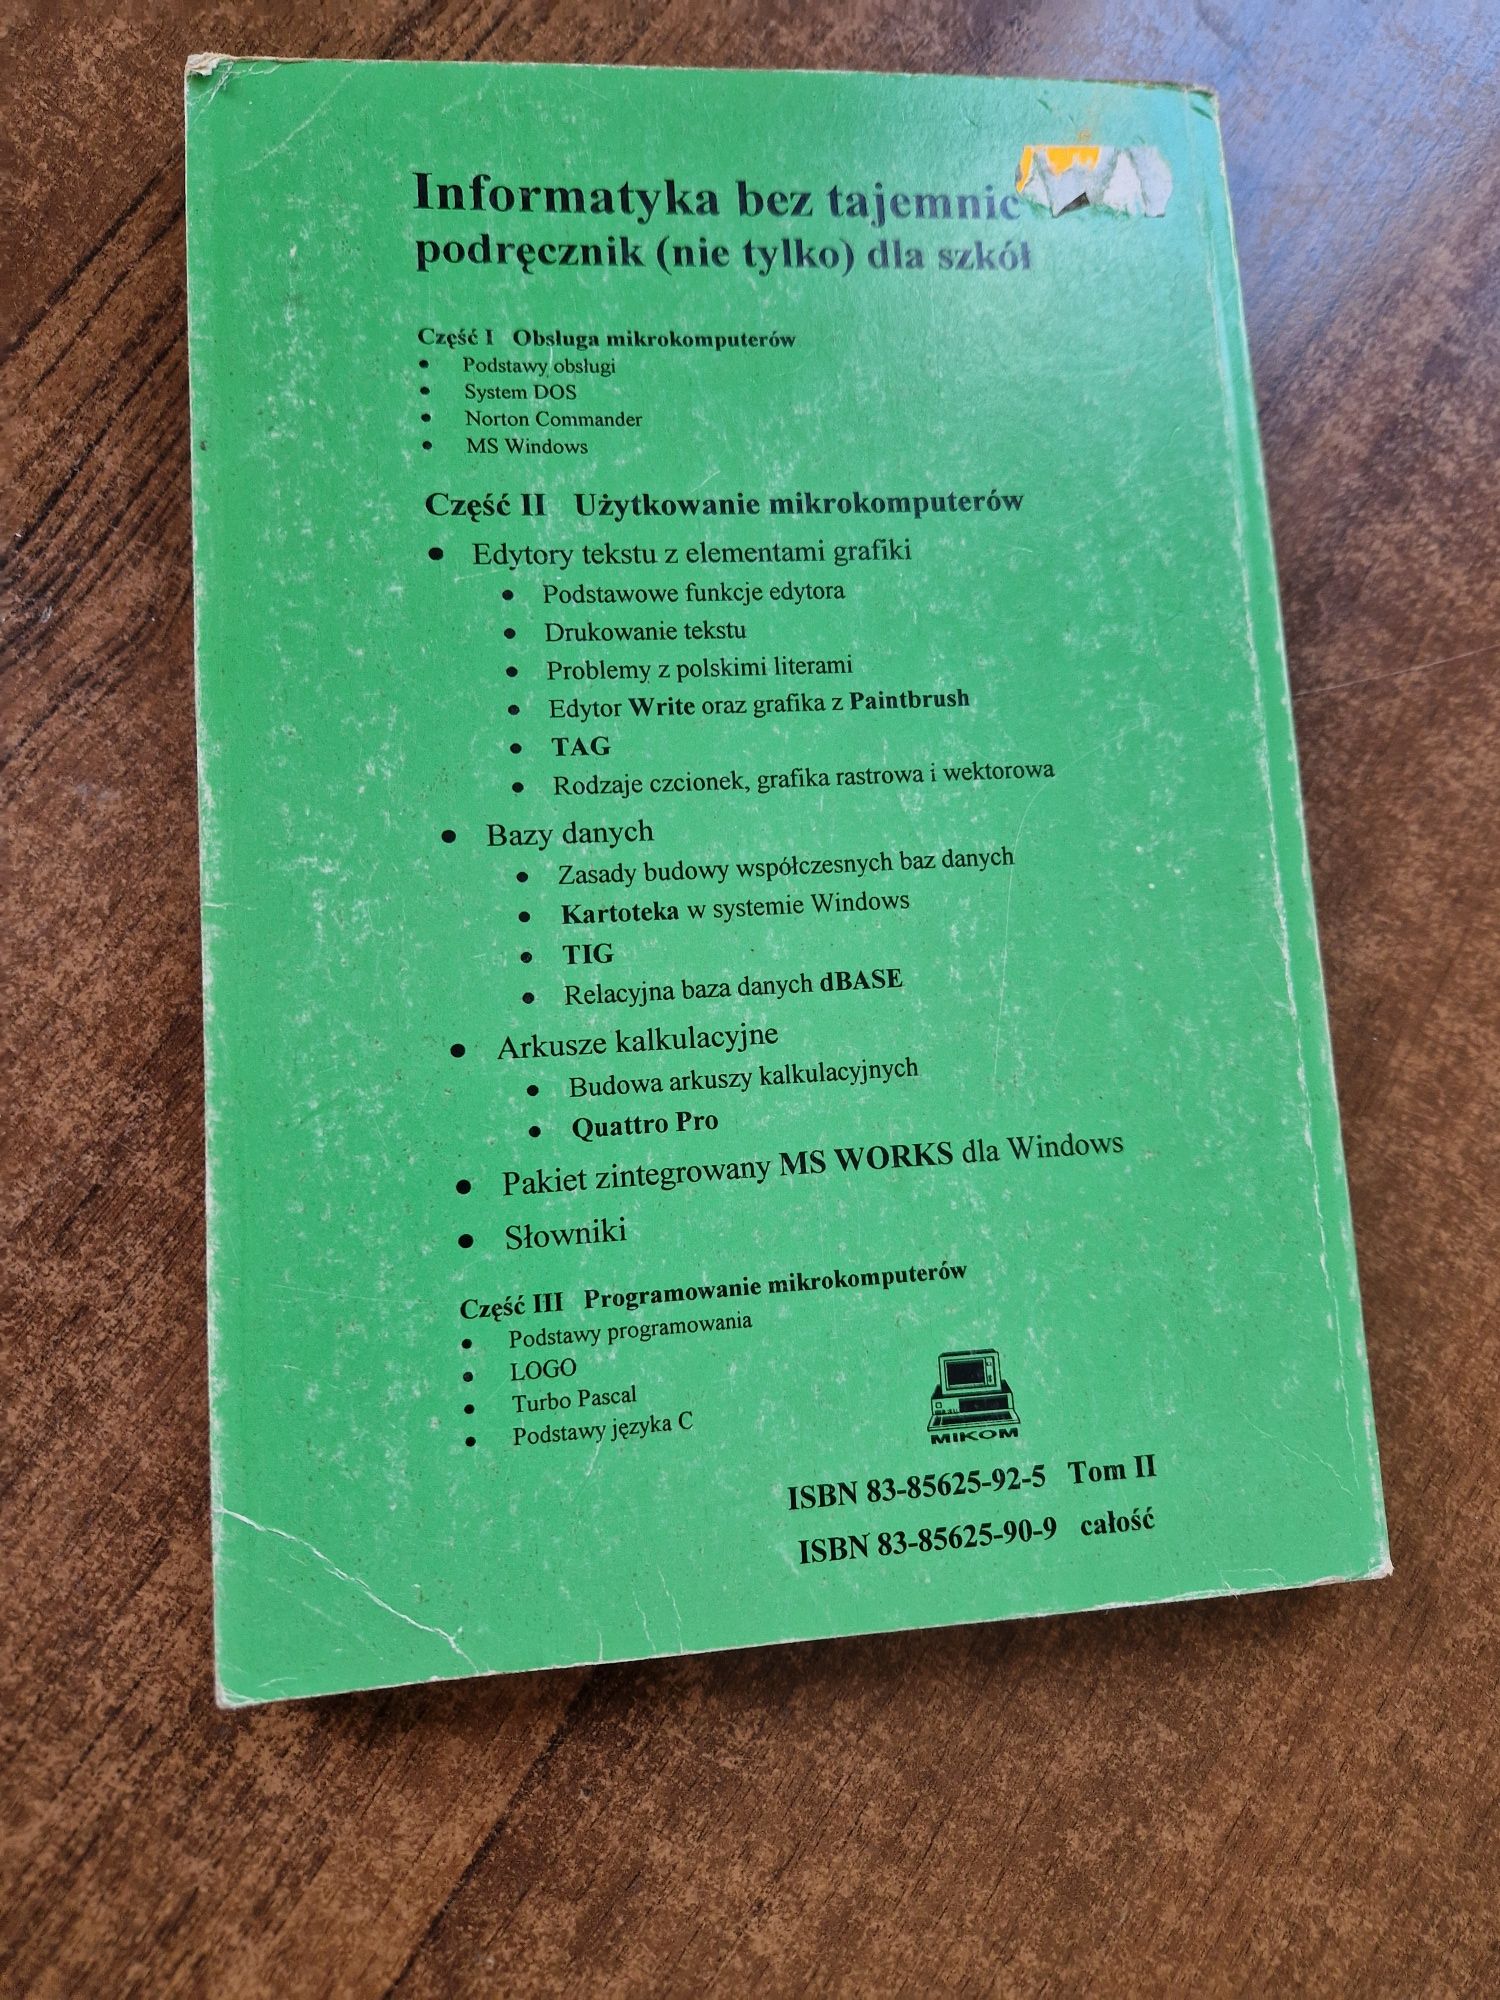 Informatyka bez tajemnic
podręcznik (nie tylko) dla szkół
Część I Obsługa mikrokomputerów
• Podstawy obsługi
• System DOS
• Norton Commander
• MS Windows
Część II Użytkowanie mikrokomputerów
• Edytory tekstu z elementami grafiki
• Podstawowe funkcje edytora
• Drukowanie tekstu
• Problemy z polskimi literami
• Edytor Write oraz grafika z Paintbrush
• TAG
• Rodzaje czcionek, grafika rastrowa i wektorowa
• Bazy danych
• Zasady budowy współczesnych baz danych
• Kartoteka w systemie Windows
• TIG
• Relacyjna baza danych dBASE
• Arkusze kalkulacyjne
• Budowa arkuszy kalkulacyjnych
• Quattro Pro
• Pakiet zintegrowany MS WORKS dla Windows
• Słowniki
Część III Programowanie mikrokomputerów
• Podstawy programowania
• LOGO
• Turbo Pascal
• Podstawy języka C
MIKOM
ISBN 83-85625-92-5 Tom II
ISBN 83-85625-90-9 całość